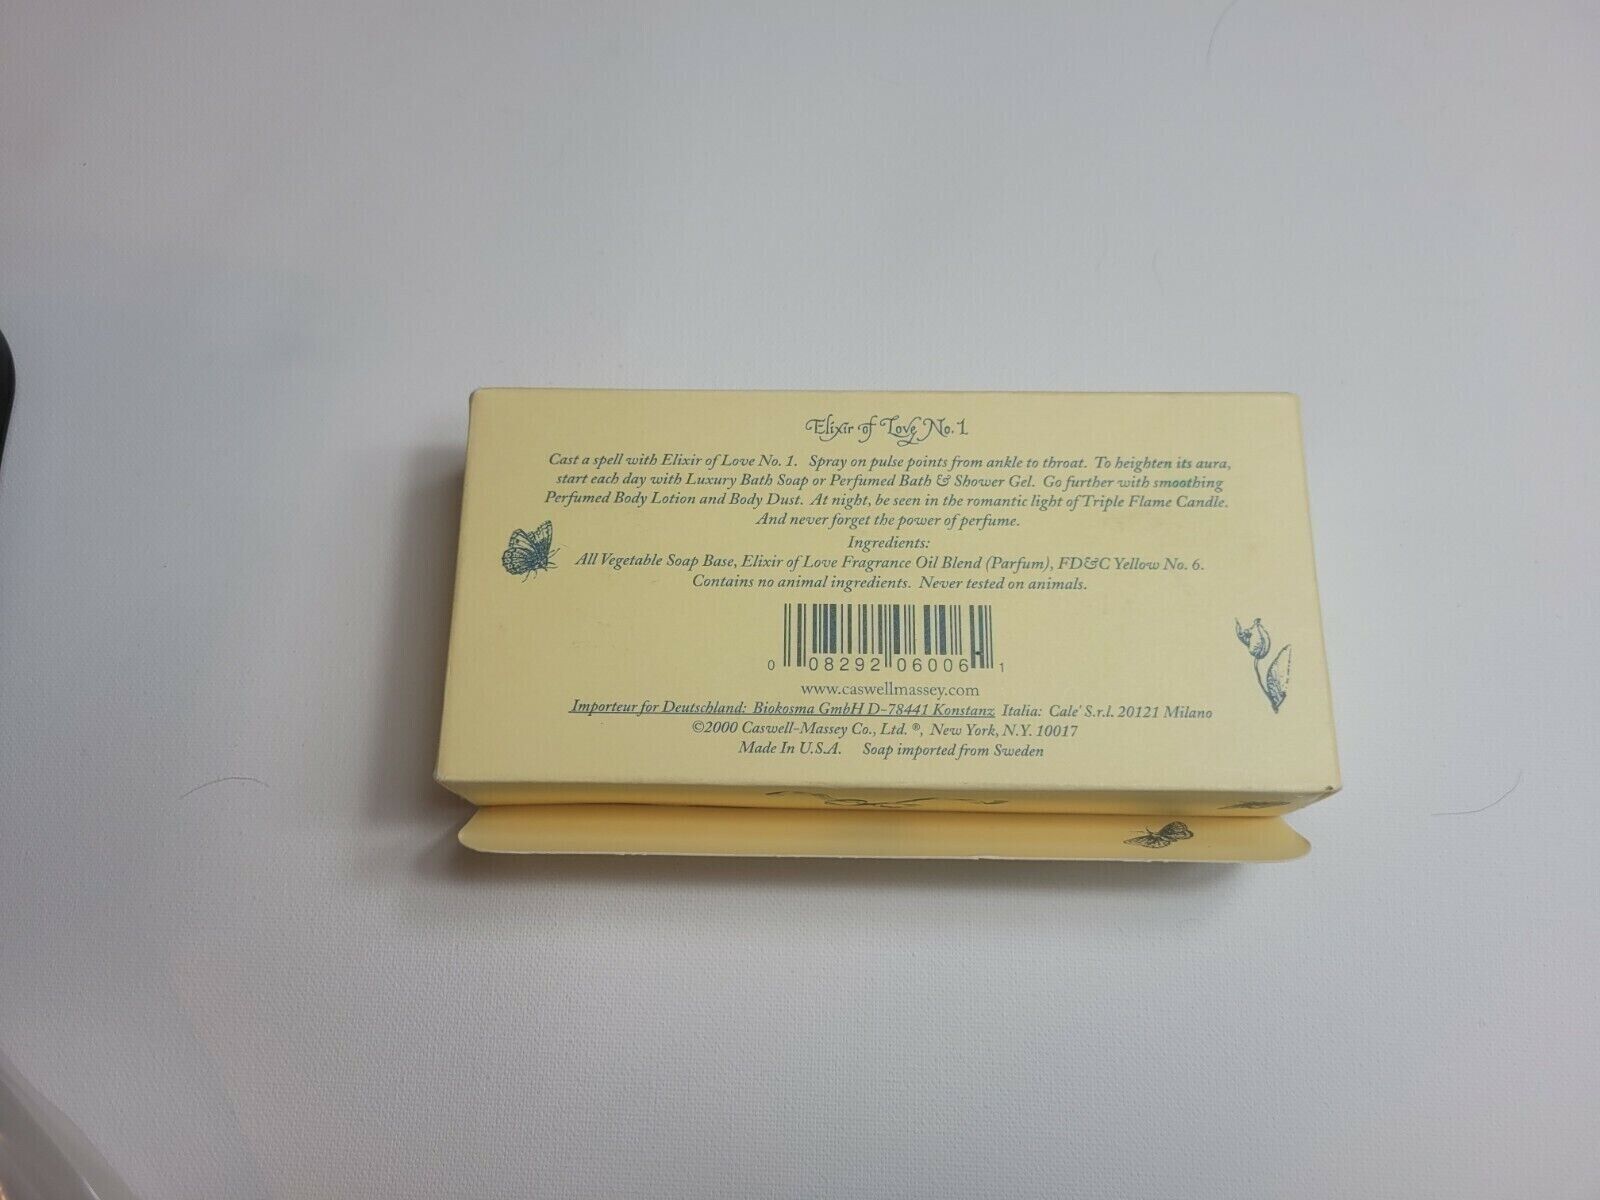 Elixir of Love No. 1
Cast a spell with Elixir of Love No. 1. Spray on pulse points from ankle to throat. To heighten its aura,
start each day with Luxury Bath Soap or Perfumed Bath & Shower Gel. Go further with smoothing
Perfumed Body Lotion and Body Dust. At night, be seen in the romantic light of Triple Flame Candle.
And never forget the power of perfume.
Ingredients:
All Vegetable Soap Base, Elixir of Love Fragrance Oil Blend (Parfum), FD&C Yellow No. 6.
Contains no animal ingredients. Never tested on animals.
0 08292 06006 1
www.caswellmassey.com
Importeur for Deutschland: Biokosma GmbH D-78441 Konstanz Italia: Cale' S.r.l. 20121 Milano
©2000 Caswell-Massey Co., Ltd. ®, New York, N.Y. 10017
Made In U.S.A. Soap imported from Sweden